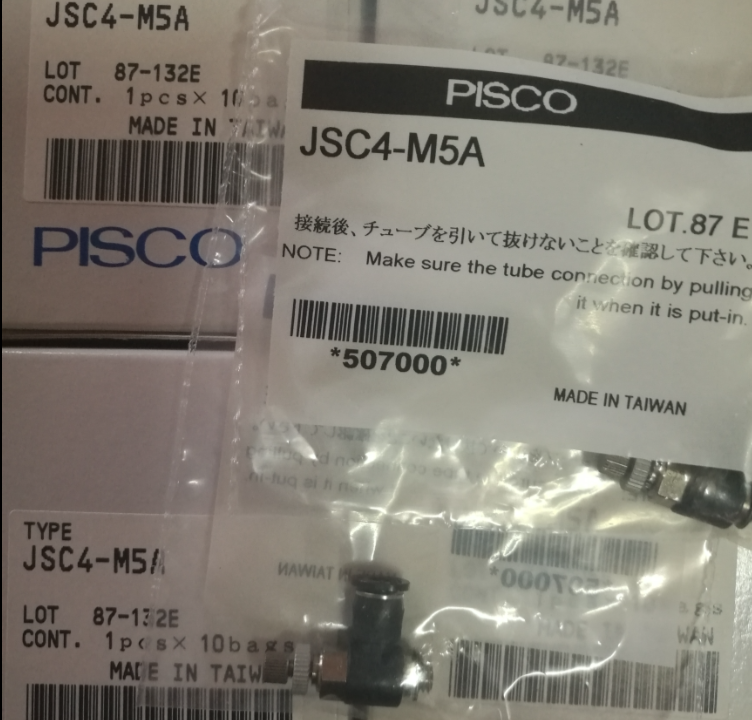 JSC4-M5A
LOT 87-132E
CONT. 1pcs×
MADE IN
PISCO
JSC4-M5A
LOT 87-132E
PISCO
JSC4-M5A
LOT.87 E
接続後、チューブを引いて抜けないことを確認して下さい。
NOTE: Make sure the tube connection by pulling
it when it is put-in.
*507000*
MADE IN TAIWAN
TYPE
JSC4-M5A
LOT 87-132E
CONT. 1pcs× 10bags
MADE IN TAIW